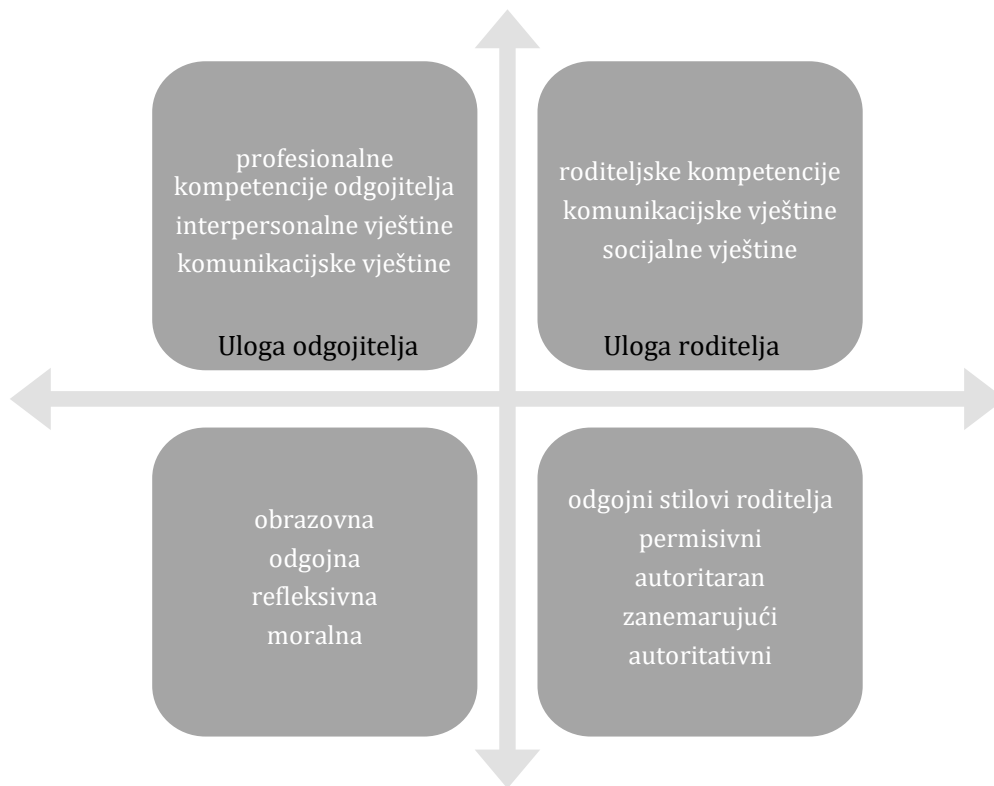 profesionalne
kompetencije odgojitelja
interpersonalne vještine
komunikacijske vještine
Uloga odgojitelja
roditeljske kompetencije
komunikacijske vještine
socijalne vještine
Uloga roditelja
obrazovna
odgojna
refleksivna
moralna
odgojni stilovi roditelja
permisivni
autoritaran
zanemarujući
autoritativni